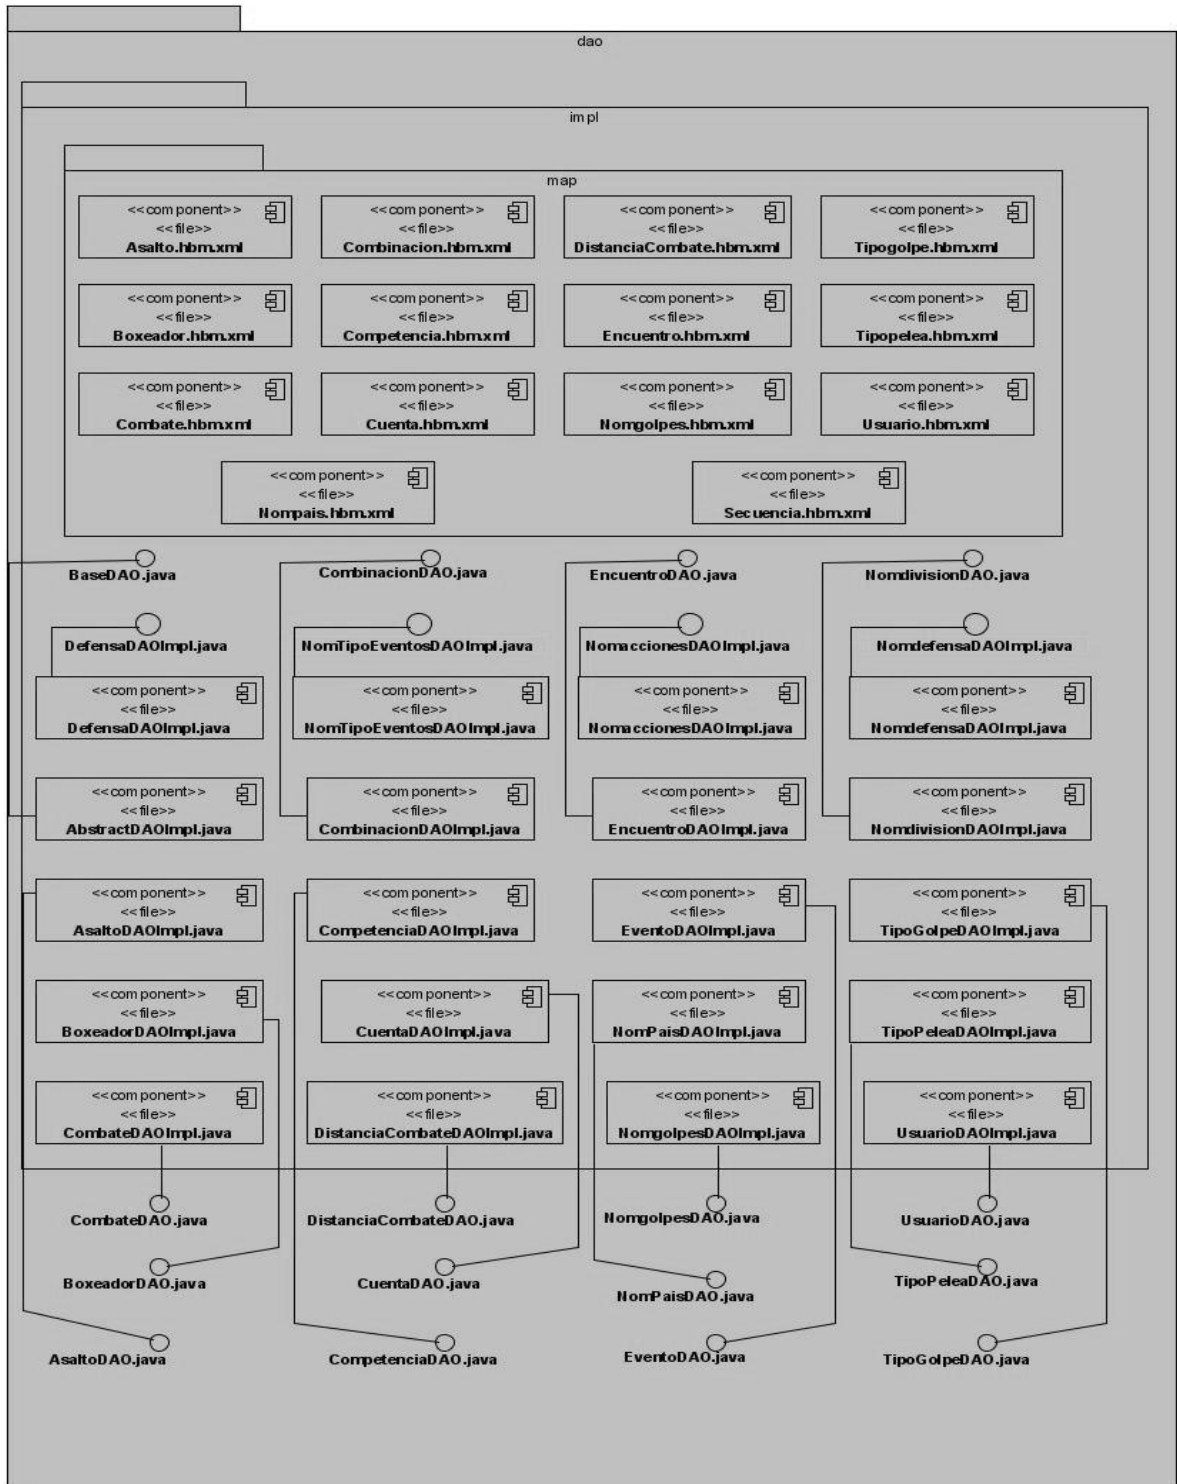 dao
impl
map
<<component>>
<<file>>
Asalto.hbm.xml
<<component>>
<<file>>
Combinacion.hbm.xml
<<component>>
<<file>>
DistanciaCombate.hbm.xml
<<component>>
<<file>>
Tipogolpe.hbm.xml
<<component>>
<<file>>
Boxeador.hbm.xml
<<component>>
<<file>>
Competencia.hbm.xml
<<component>>
<<file>>
Encuentro.hbm.xml
<<component>>
<<file>>
Tipopelea.hbm.xml
<<component>>
<<file>>
Combate.hbm.xml
<<component>>
<<file>>
Cuenta.hbm.xml
<<component>>
<<file>>
Nomgolpes.hbm.xml
<<component>>
<<file>>
Usuario.hbm.xml
<<component>>
<<file>>
Nompais.hbm.xml
<<component>>
<<file>>
Secuencia.hbm.xml
BaseDAO.java
CombinacionDAO.java
EncuentroDAO.java
NomdivisionDAO.java
DefensaDAOImpl.java
NomTipoEventosDAOImpl.java
NomaccionesDAOImpl.java
NomdefensaDAOImpl.java
<<component>>
<<file>>
DefensaDAOImpl.java
<<component>>
<<file>>
NomTipoEventosDAOImpl.java
<<component>>
<<file>>
NomaccionesDAOImpl.java
<<component>>
<<file>>
NomdefensaDAOImpl.java
<<component>>
<<file>>
AbstractDAOImpl.java
<<component>>
<<file>>
CombinacionDAOImpl.java
<<component>>
<<file>>
EncuentroDAOImpl.java
<<component>>
<<file>>
NomdivisionDAOImpl.java
<<component>>
<<file>>
AsaltoDAOImpl.java
<<component>>
<<file>>
CompetenciaDAOImpl.java
<<component>>
<<file>>
EventoDAOImpl.java
<<component>>
<<file>>
TipoGolpeDAOImpl.java
<<component>>
<<file>>
BoxeadorDAOImpl.java
<<component>>
<<file>>
CuentaDAOImpl.java
<<component>>
<<file>>
NomPaisDAOImpl.java
<<component>>
<<file>>
TipoPeleaDAOImpl.java
<<component>>
<<file>>
CombateDAOImpl.java
<<component>>
<<file>>
DistanciaCombateDAOImpl.java
<<component>>
<<file>>
NomgolpesDAOImpl.java
<<component>>
<<file>>
UsuarioDAOImpl.java
CombateDAO.java
DistanciaCombateDAO.java
NomgolpesDAO.java
UsuarioDAO.java
BoxeadorDAO.java
CuentaDAO.java
NomPaisDAO.java
TipoPeleaDAO.java
AsaltoDAO.java
CompetenciaDAO.java
EventoDAO.java
TipoGolpeDAO.java